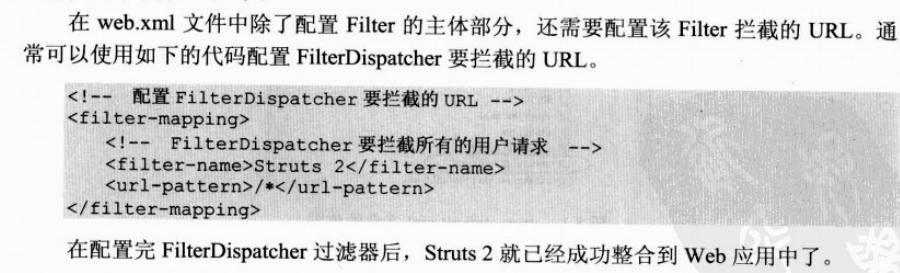 在 web.xml 文件中除了配置 Filter 的主体部分，还需要配置该 Filter 拦截的 URL。通
常可以使用如下的代码配置 FilterDispatcher 要拦截的 URL。
<!-- 配置 FilterDispatcher 要拦截的 URL -->
<filter-mapping>
<!-- FilterDispatcher 要拦截所有的用户请求 -->
<filter-name>Struts 2</filter-name>
<url-pattern>/*</url-pattern>
</filter-mapping>
在配置完 FilterDispatcher 过滤器后，Struts 2 就已经成功整合到 Web 应用中了。